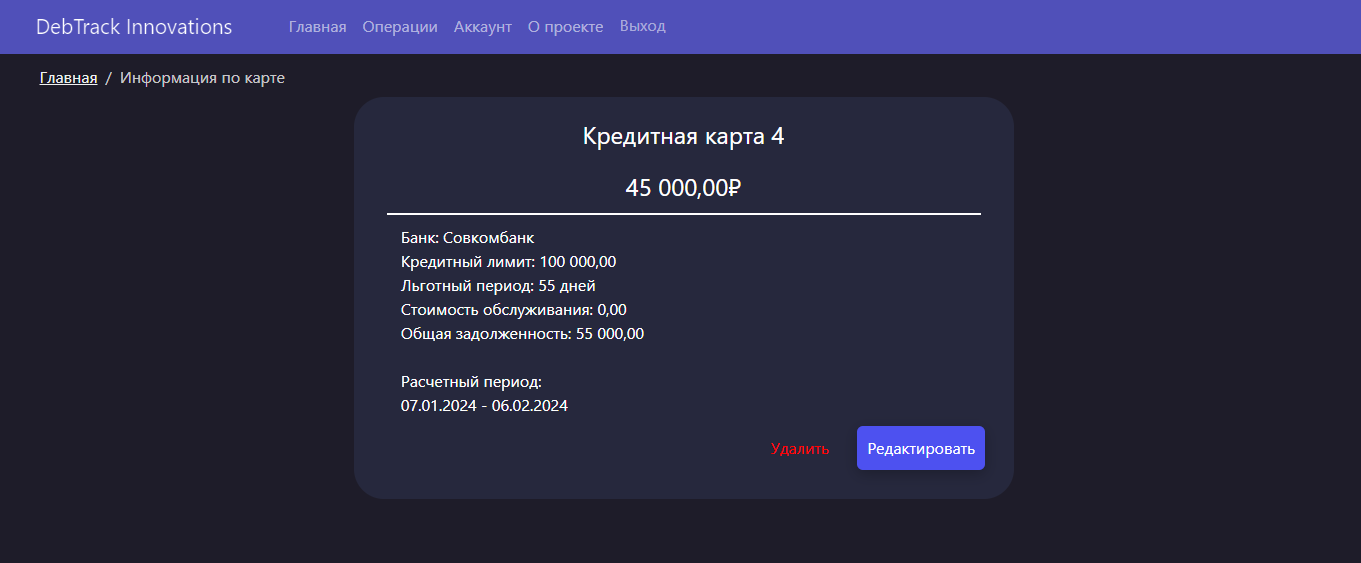 DebTrack Innovations Главная Операции Аккаунт О проекте Выход
Главная / Информация по карте
Кредитная карта 4
45 000,00₽
Банк: Совкомбанк
Кредитный лимит: 100 000,00
Льготный период: 55 дней
Стоимость обслуживания: 0,00
Общая задолженность: 55 000,00
Расчетный период:
07.01.2024 - 06.02.2024
Удалить Редактировать